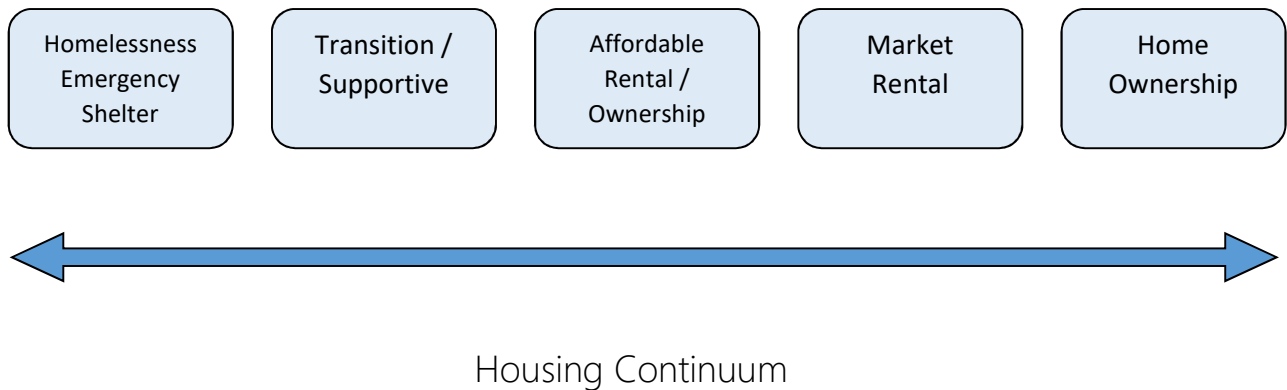 Homelessness
Emergency
Shelter
Transition /
Supportive
Affordable
Rental /
Ownership
Market
Rental
Home
Ownership
Housing Continuum